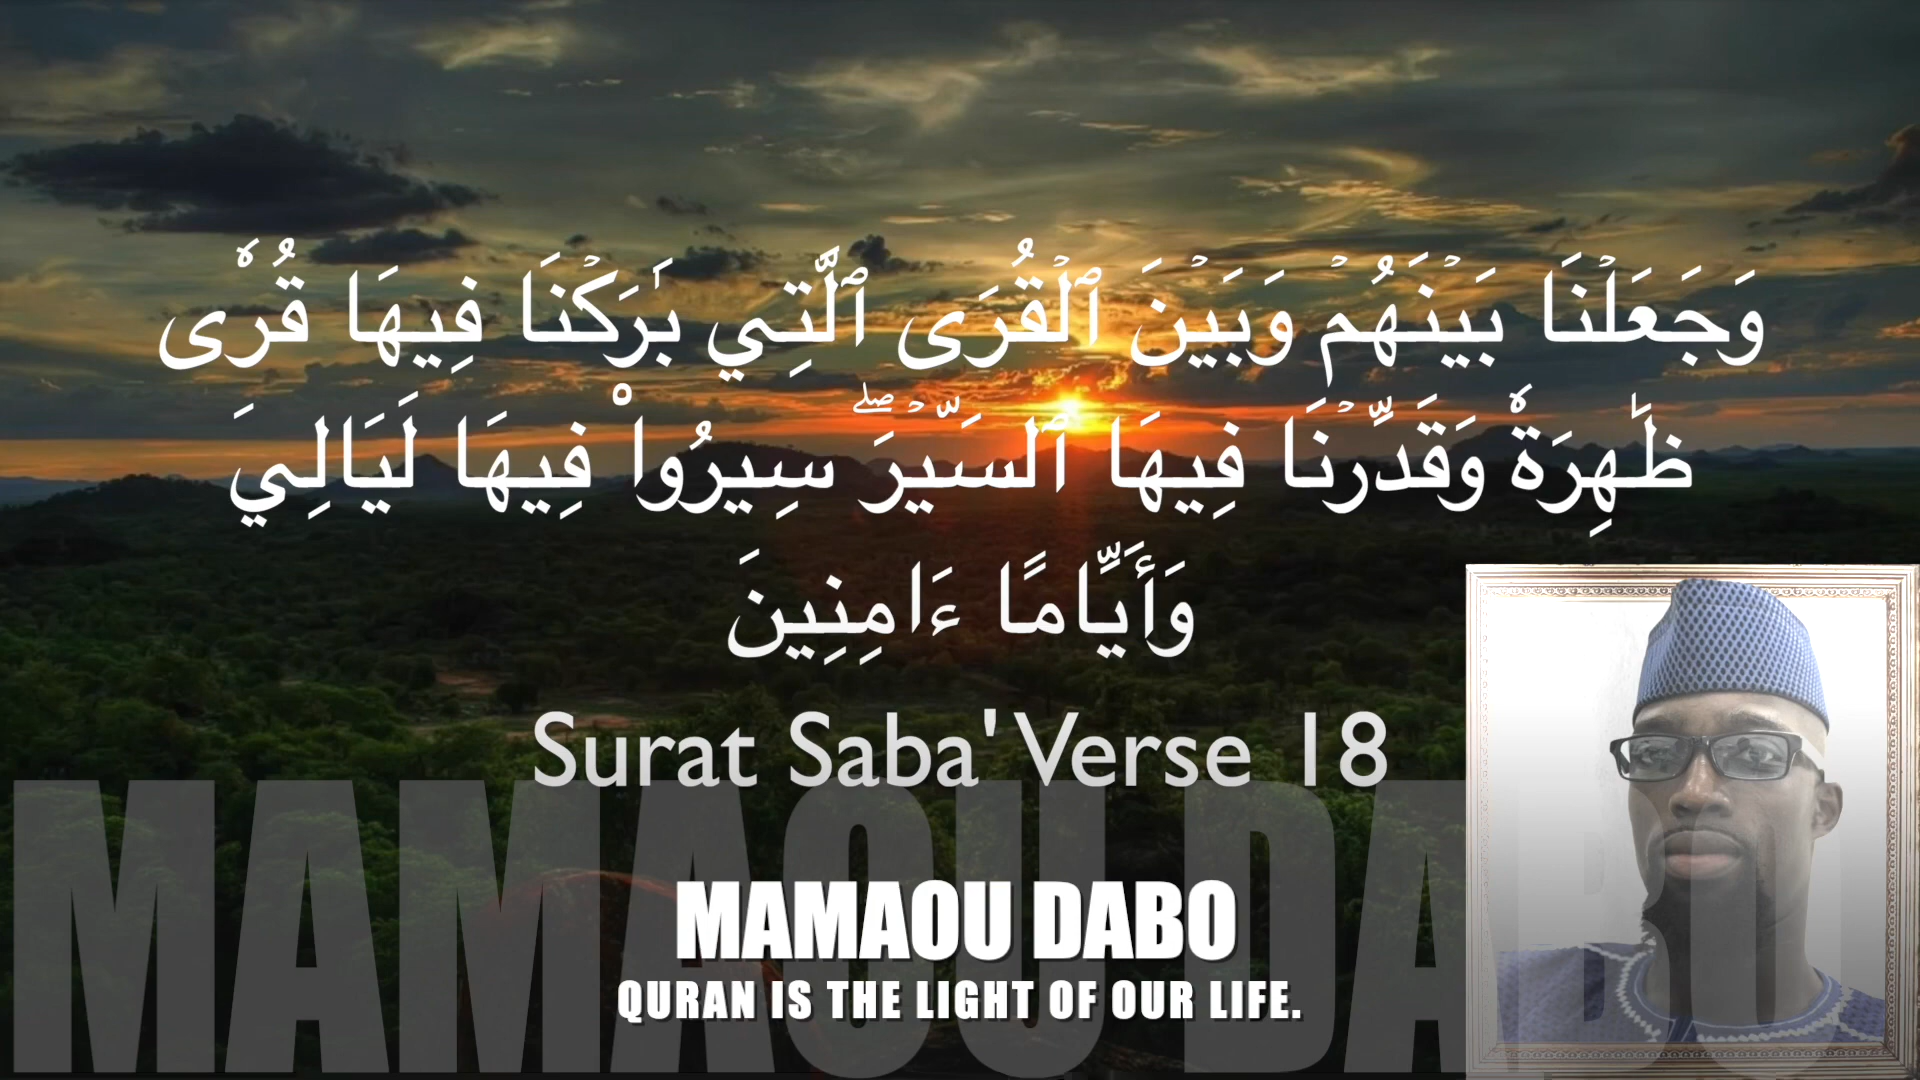 وَجَعَلۡنَا بَيۡنَهُمۡ وَبَيۡنَ ٱلۡقُرَى ٱلَّتِي بَٰرَكۡنَا فِيهَا قُرٗى
ظَٰهِرَةٗ وَقَدَّرۡنَا فِيهَا ٱلسَّيۡرَۖ سِيرُواْ فِيهَا لَيَالِيَ
وَأَيَّامًا ءَامِنِينَ
Surat Saba' Verse 18
MAMAOU DABO
MAMAOU DABO
QURAN IS THE LIGHT OF OUR LIFE.